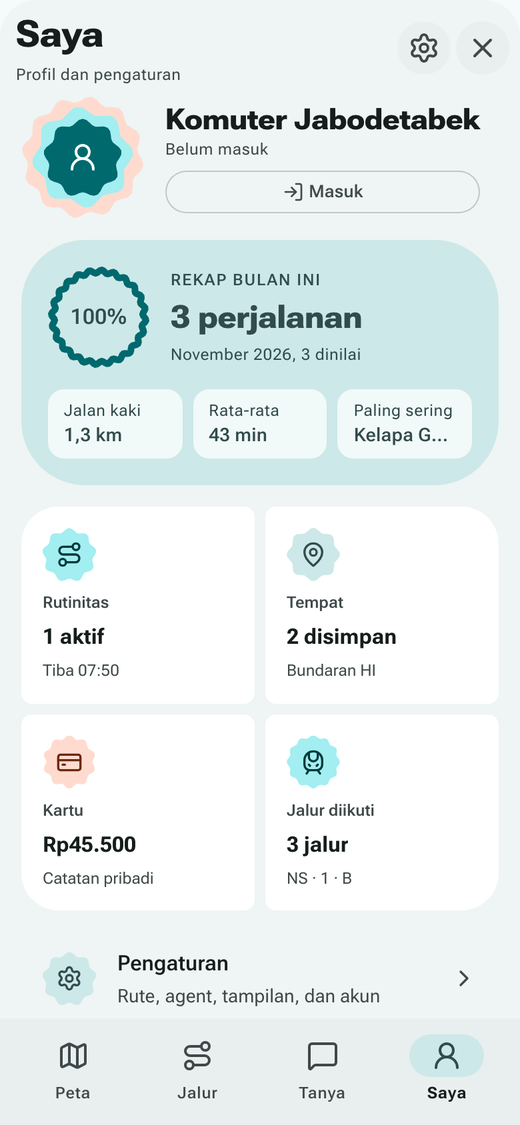 Saya
Profil dan pengaturan
Komuter Jabodetabek
Belum masuk
Masuk
100%
REKAP BULAN INI
3 perjalanan
November 2026, 3 dinilai
Jalan kaki
1,3 km
Rata-rata
43 min
Paling sering
Kelapa G...
Rutinitas
1 aktif
Tiba 07:50
Tempat
2 disimpan
Bundaran HI
Kartu
Rp45.500
Catatan pribadi
Jalur diikuti
3 jalur
NS · 1 · B
Pengaturan
Rute, agent, tampilan, dan akun
Peta
Jalur
Tanya
Saya